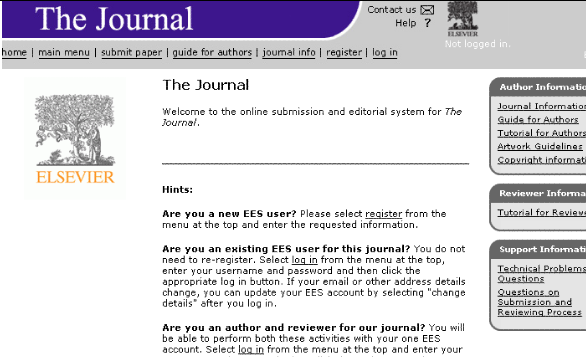 The Journal
Contact us
Help ?
ELSEVIER
Not logged in.
home | main menu | submit paper | guide for authors | journal info | register | log in
ELSEVIER
The Journal
Welcome to the online submission and editorial system for The
Journal.
Hints:
Are you a new EES user? Please select register from the
menu at the top and enter the requested information.
Are you an existing EES user for this journal? You do not
need to re-register. Select log in from the menu at the top,
enter your username and password and then click the
appropriate log in button. If your email or other address details
change, you can update your EES account by selecting "change
details" after you log in.
Are you an author and reviewer for our journal? You will
be able to perform both these activities with your one EES
account. Select log in from the menu at the top and enter your
Author Informatio
Journal Information
Guide for Authors
Tutorial for Authors
Artwork Guidelines
Copyright informati
Reviewer Informa
Tutorial for Review
Support Informati
Technical Problems
Questions
Questions on
Submission and
Reviewing Process